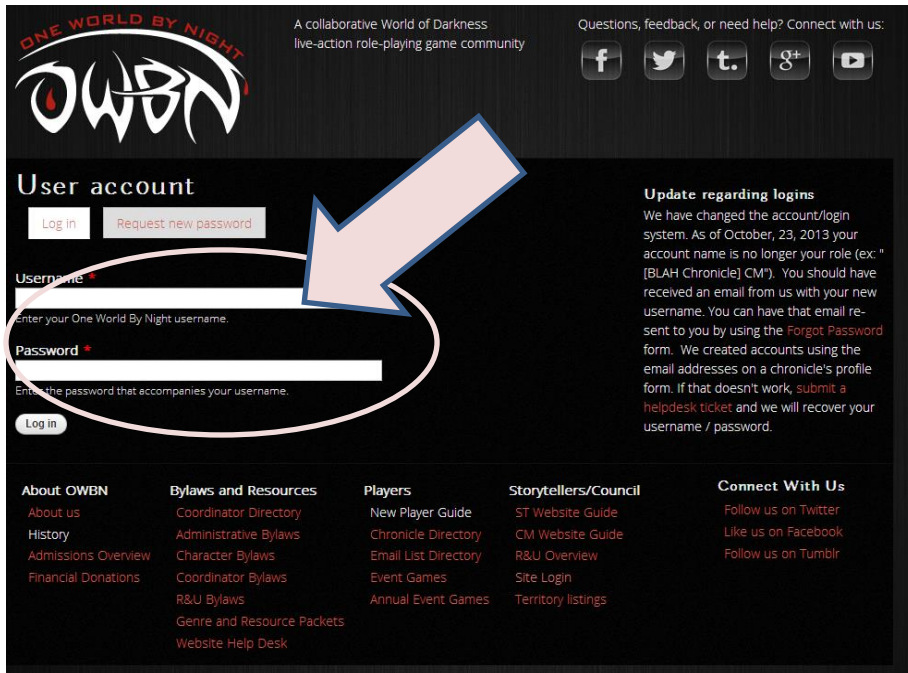 ONE WORLD BY NIGHT
OWBN
A collaborative World of Darkness
live-action role-playing game community
Questions, feedback, or need help? Connect with us:
f
t.
g+
User account
Log in
Request new password
Username *
Enter your One World By Night username.
Password *
Enter the password that accompanies your username.
Log in
Update regarding logins
We have changed the account/login
system. As of October, 23, 2013 your
account name is no longer your role (ex: "
[BLAH Chronicle] CM"). You should have
received an email from us with your new
username. You can have that email re-
sent to you by using the Forgot Password
form. We created accounts using the
email addresses on a chronicle's profile
form. If that doesn't work, submit a
helpdesk ticket and we will recover your
username / password.
About OWBN
About us
History
Admissions Overview
Financial Donations
Bylaws and Resources
Coordinator Directory
Administrative Bylaws
Character Bylaws
Coordinator Bylaws
R&U Bylaws
Genre and Resource Packets
Website Help Desk
Players
New Player Guide
Chronicle Directory
Email List Directory
Event Games
Annual Event Games
Storytellers/Council
ST Website Guide
CM Website Guide
R&U Overview
Site Login
Territory listings
Connect With Us
Follow us on Twitter
Like us on Facebook
Follow us on Tumblr